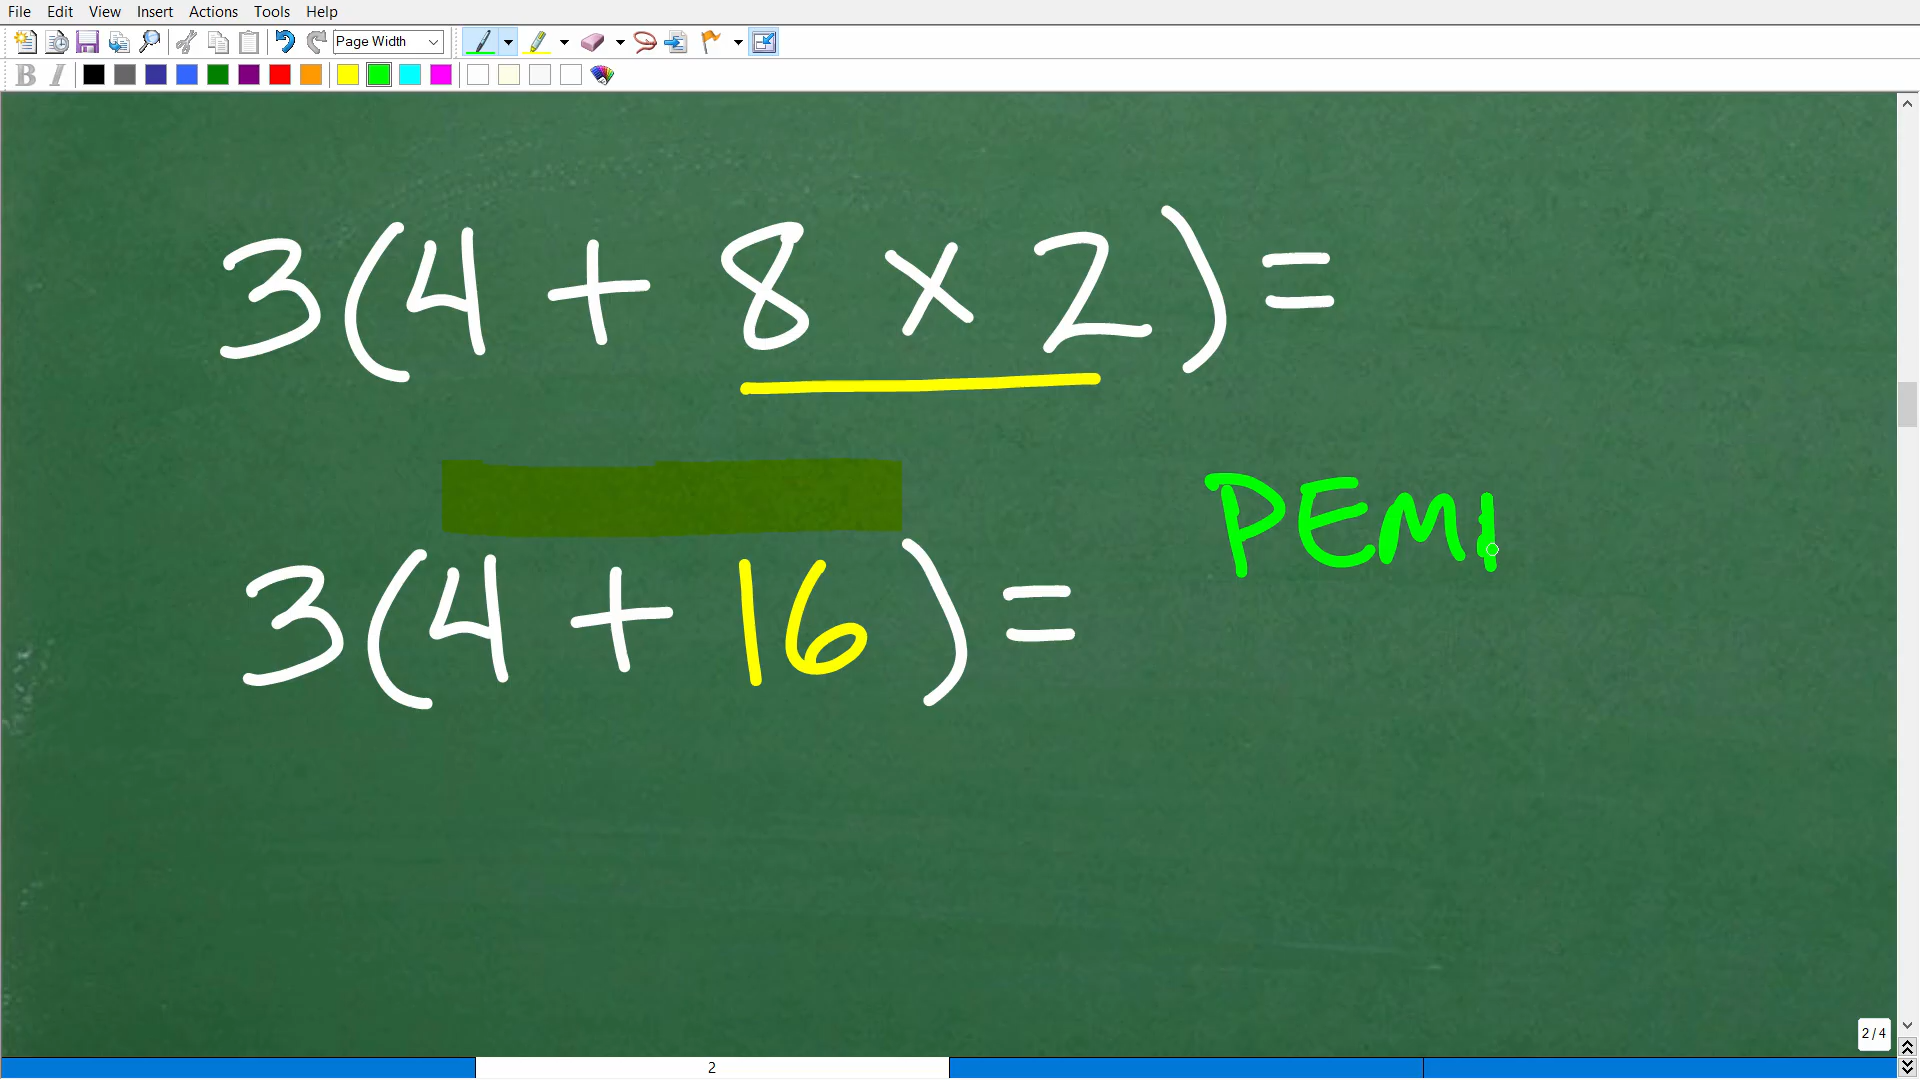 File Edit View Insert Actions Tools Help
Page Width
B I
3(4 + 8 × 2) =
PEM
3(4 + 16) =
2 / 4
2